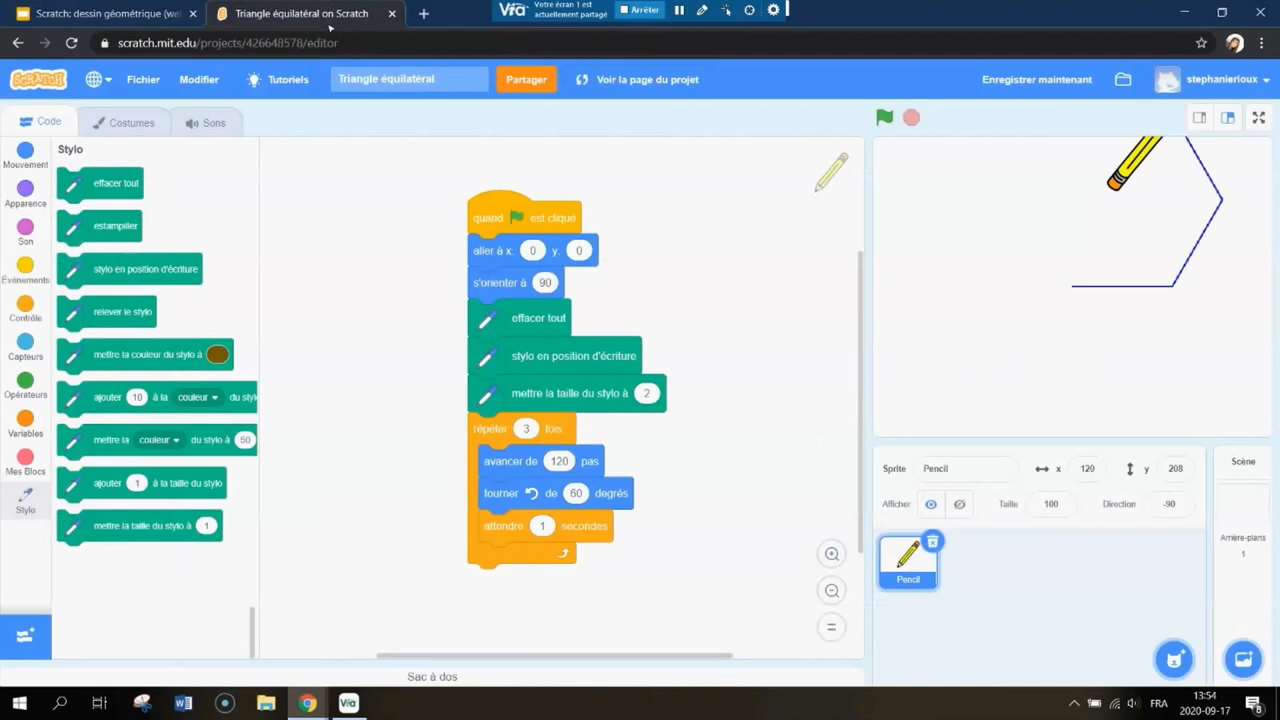 Scratch: dessin géométrique (we
Triangle équilatéral on Scratch
Via
Votre écran 1 est actuellement partagé
Arrêter
scratch.mit.edu/projects/426648578/editor
SCRATCH
Fichier
Modifier
Tutoriels
Triangle équilatéral
Partager
Voir la page du projet
Enregistrer maintenant
stephanierioux
Code
Costumes
Sons
Mouvement
Apparence
Son
Évènements
Contrôle
Capteurs
Opérateurs
Variables
Mes Blocs
Stylo
Stylo
effacer tout
estampiller
stylo en position d'écriture
relever le stylo
mettre la couleur du stylo à
ajouter 10 à la couleur du stylo
mettre la couleur du stylo à 50
ajouter 1 à la taille du stylo
mettre la taille du stylo à 1
quand est cliqué
aller à x: 0 y: 0
s'orienter à 90
effacer tout
stylo en position d'écriture
mettre la taille du stylo à 2
répéter 3 fois
avancer de 120 pas
tourner de 60 degrés
attendre 1 secondes
Sprite Pencil x 120 y 208
Afficher Taille 100 Direction -90
Pencil
Scène
Arrière-plans
1
Sac à dos
Via
FRA
13:54
2020-09-17
8